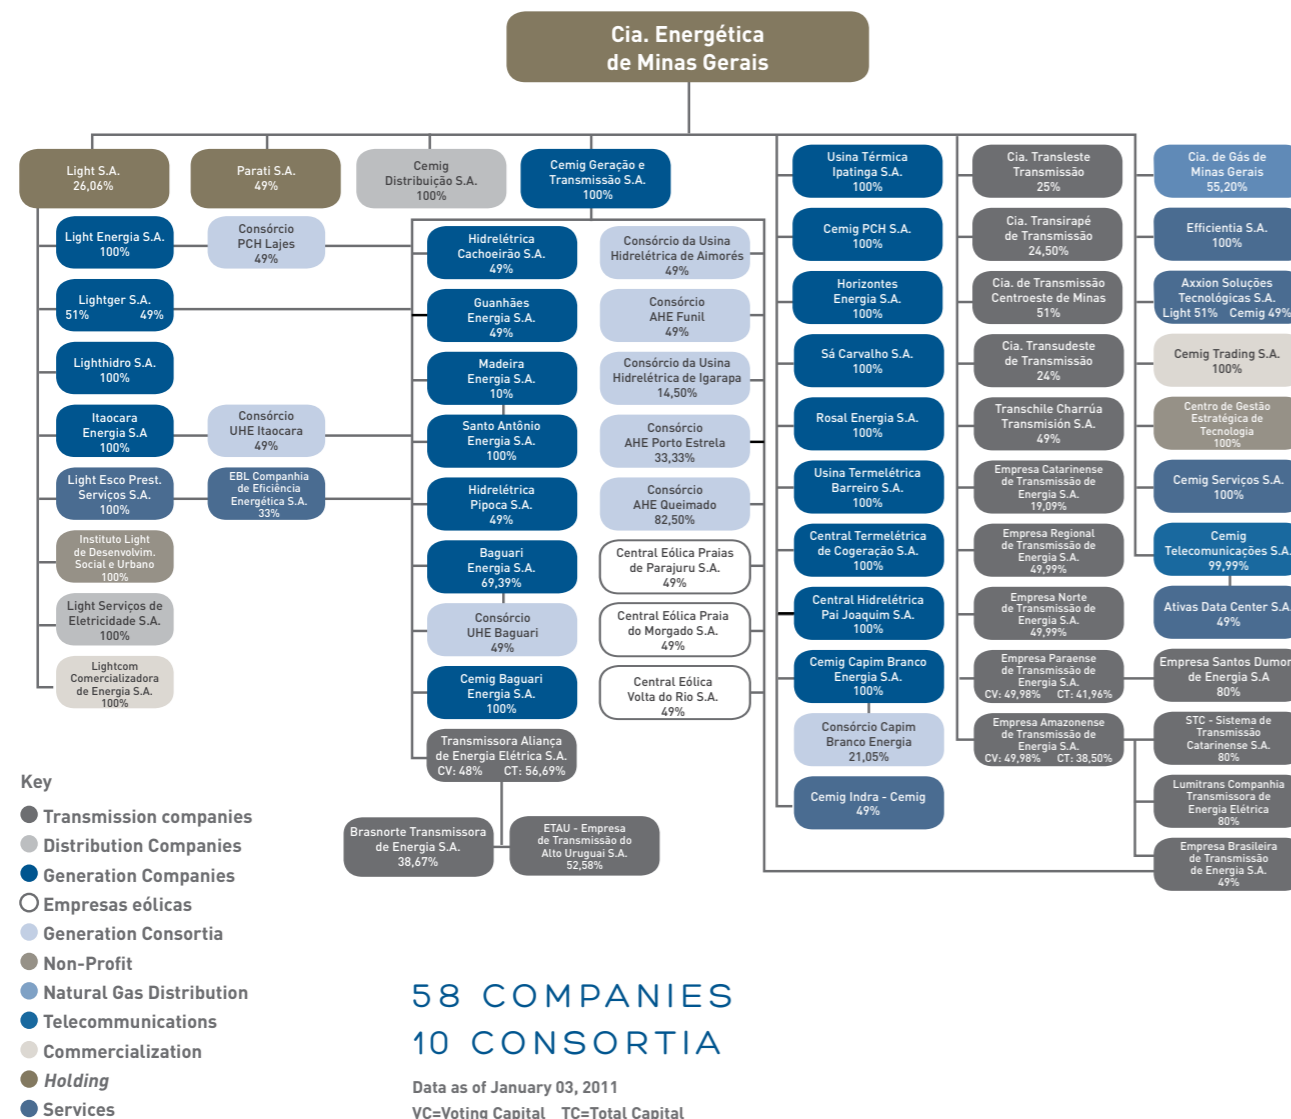 Cia. Energética
de Minas Gerais
Light S.A.
26,06%
Parati S.A.
49%
Cemig
Distribuição S.A.
100%
Cemig Geração e
Transmissão S.A.
100%
Usina Térmica
Ipatinga S.A.
100%
Cia. Transleste
Transmissão
25%
Cia. de Gás de
Minas Gerais
55,20%
Light Energia S.A.
100%
Consórcio
PCH Lajes
49%
Hidrelétrica
Cachoeirão S.A.
49%
Consórcio da Usina
Hidrelétrica de Aimorés
49%
Cemig PCH S.A.
100%
Cia. Transirapé
de Transmissão
24,50%
Efficientia S.A.
100%
Lightger S.A.
51% 49%
Guanhães
Energia S.A.
49%
Consórcio
AHE Funil
49%
Horizontes
Energia S.A.
100%
Cia. de Transmissão
Centroeste de Minas
51%
Axxion Soluções
Tecnológicas S.A.
Light 51% Cemig 49%
Lighthidro S.A.
100%
Madeira
Energia S.A.
10%
Consórcio da Usina
Hidrelétrica de Igarapa
14,50%
Sá Carvalho S.A.
100%
Cia. Transudeste
de Transmissão
24%
Cemig Trading S.A.
100%
Itaocara
Energia S.A
100%
Consórcio
UHE Itaocara
49%
Santo Antônio
Energia S.A.
100%
Consórcio
AHE Porto Estrela
33,33%
Rosal Energia S.A.
100%
Transchile Charrúa
Transmisión S.A.
49%
Centro de Gestão
Estratégica de
Tecnologia
100%
Light Esco Prest.
Serviços S.A.
100%
EBL Companhia
de Eficiência
Energética S.A.
33%
Hidrelétrica
Pipoca S.A.
49%
Consórcio
AHE Queimado
82,50%
Usina Termelétrica
Barreiro S.A.
100%
Empresa Catarinense
de Transmissão de
Energia S.A.
19,09%
Cemig Serviços S.A.
100%
Instituto Light
de Desenvolvim.
Social e Urbano
100%
Baguari
Energia S.A.
69,39%
Central Eólica Praias
de Parajuru S.A.
49%
Central Termelétrica
de Cogeração S.A.
100%
Empresa Regional
de Transmissão de
Energia S.A.
49,99%
Cemig
Telecomunicações S.A.
99,99%
Light Serviços de
Eletricidade S.A.
100%
Consórcio
UHE Baguari
49%
Central Eólica Praia
do Morgado S.A.
49%
Central Hidrelétrica
Pai Joaquim S.A.
100%
Empresa Norte
de Transmissão de
Energia S.A.
49,99%
Ativas Data Center S.A.
49%
Lightcom
Comercializadora
de Energia S.A.
100%
Cemig Baguari
Energia S.A.
100%
Central Eólica
Volta do Rio S.A.
49%
Cemig Capim Branco
Energia S.A.
100%
Empresa Paraense
de Transmissão de
Energia S.A.
CV: 49,98% CT: 41,96%
Empresa Santos Dumon
de Energia S.A
80%
Transmissora Aliança
de Energia Elétrica S.A.
CV: 48% CT: 56,69%
Consórcio Capim
Branco Energia
21,05%
Empresa Amazonense
de Transmissão de
Energia S.A.
CV: 49,98% CT: 38,50%
STC - Sistema de
Transmissão
Catarinense S.A.
80%
Cemig Indra - Cemig
49%
Lumitrans Companhia
Transmissora de
Energia Elétrica
80%
Brasnorte Transmissora
de Energia S.A.
38,67%
ETAU - Empresa
de Transmissão do
Alto Uruguai S.A.
52,58%
Empresa Brasileira
de Transmissão
de Energia S.A.
49%
Key
Transmission companies
Distribution Companies
Generation Companies
Empresas eólicas
Generation Consortia
Non-Profit
Natural Gas Distribution
Telecommunications
Commercialization
Holding
Services
58 COMPANIES
10 CONSORTIA
Data as of January 03, 2011
VC=Voting Capital TC=Total Capital